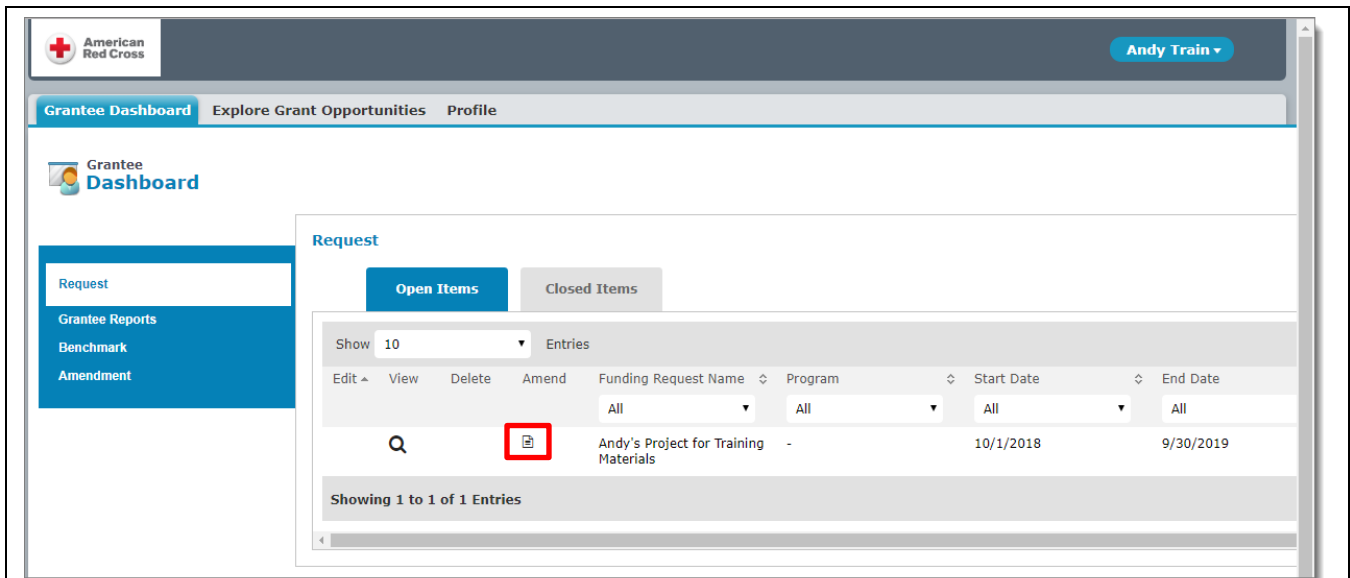 American
Red Cross
Andy Train
Grantee Dashboard Explore Grant Opportunities Profile
Grantee
Dashboard
Request
Request
Open Items Closed Items
Grantee Reports
Benchmark
Amendment
Show 10 Entries
Edit View Delete Amend Funding Request Name Program Start Date End Date
All All All All
Andy's Project for Training - 10/1/2018 9/30/2019
Materials
Showing 1 to 1 of 1 Entries